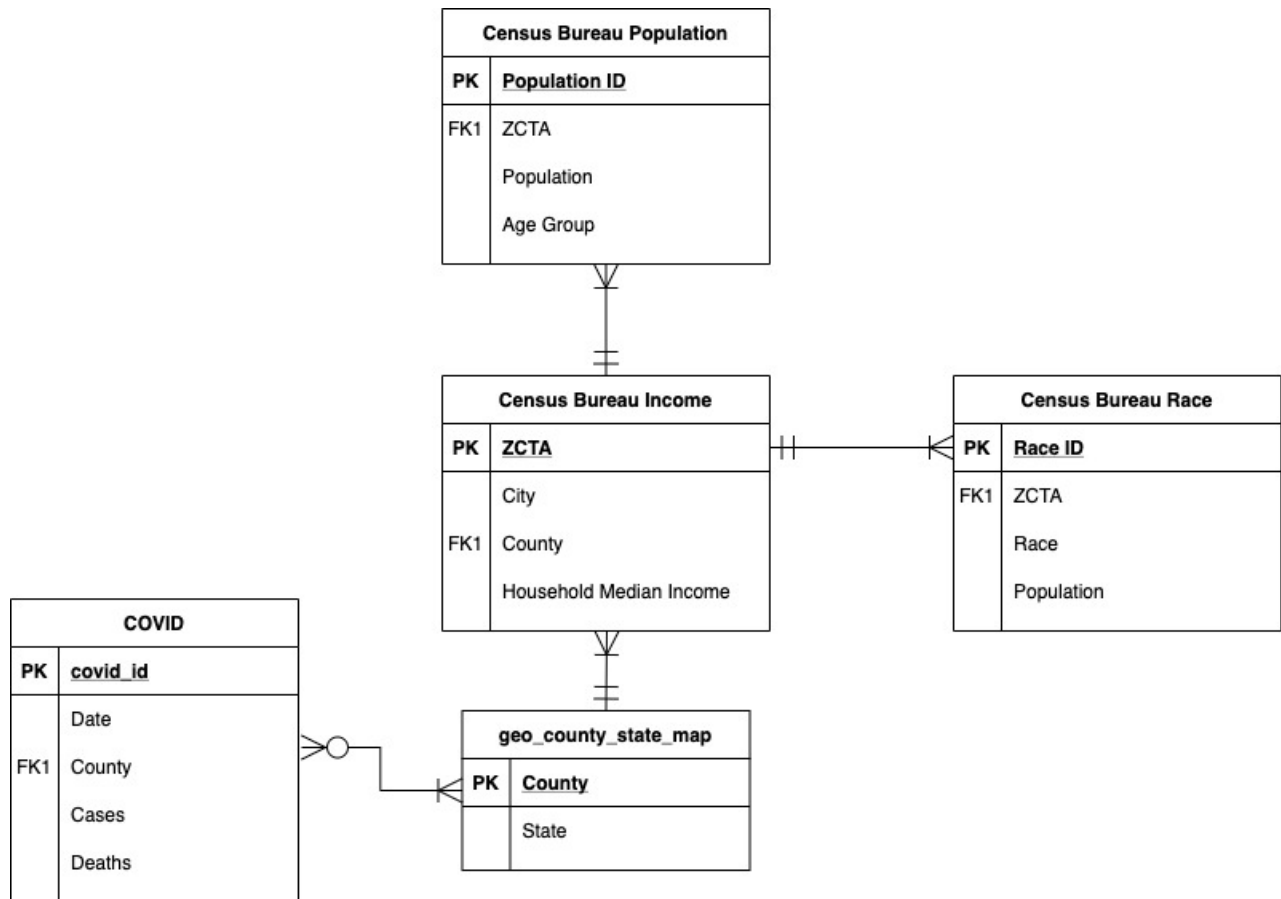 Census Bureau Population
PK Population ID
FK1 ZCTA
Population
Age Group
Census Bureau Income
PK ZCTA
City
FK1 County
Household Median Income
Census Bureau Race
PK Race ID
FK1 ZCTA
Race
Population
COVID
PK covid_id
Date
FK1 County
Cases
Deaths
geo_county_state_map
PK County
State